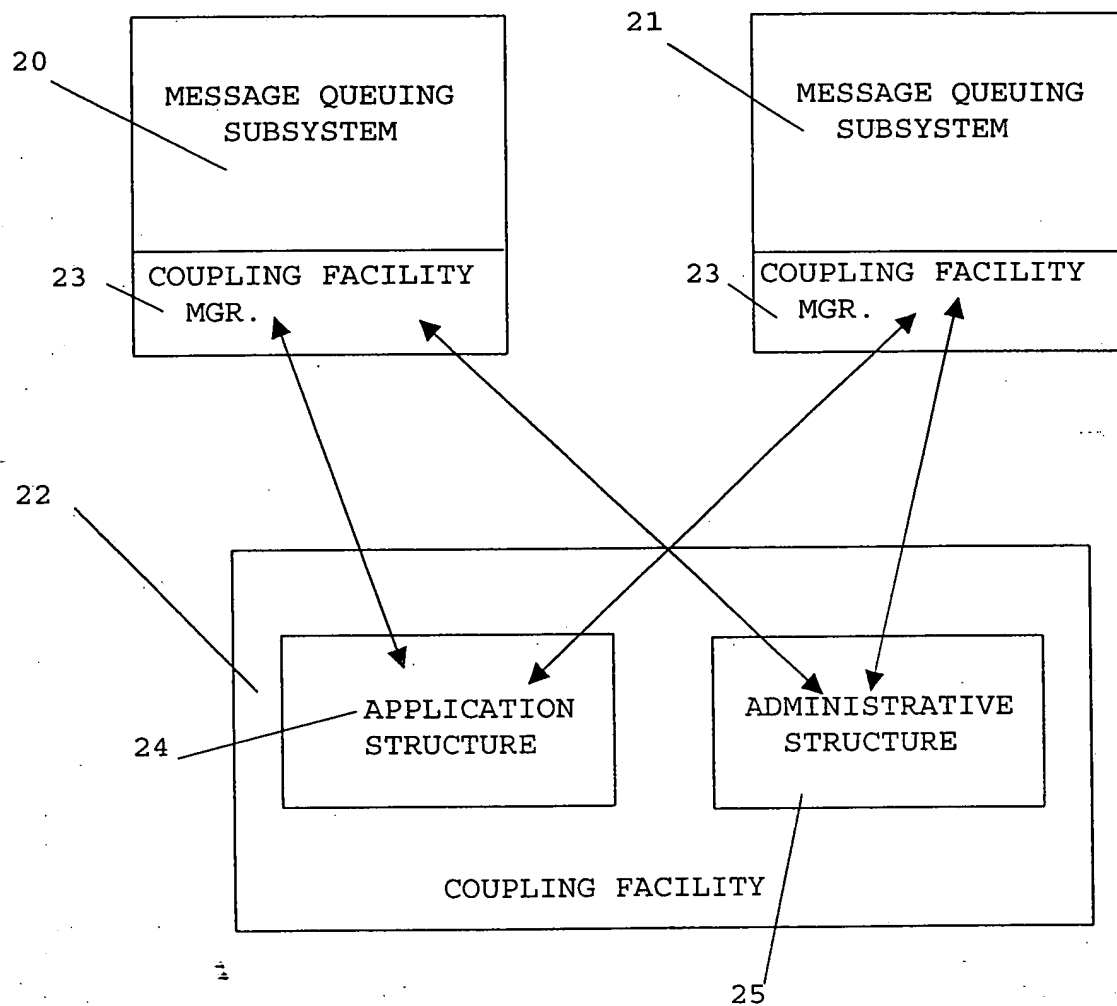 20
MESSAGE QUEUING
SUBSYSTEM
21
MESSAGE QUEUING
SUBSYSTEM
23
COUPLING FACILITY
MGR.
23
COUPLING FACILITY
MGR.
22
24
APPLICATION
STRUCTURE
ADMINISTRATIVE
STRUCTURE
COUPLING FACILITY
25